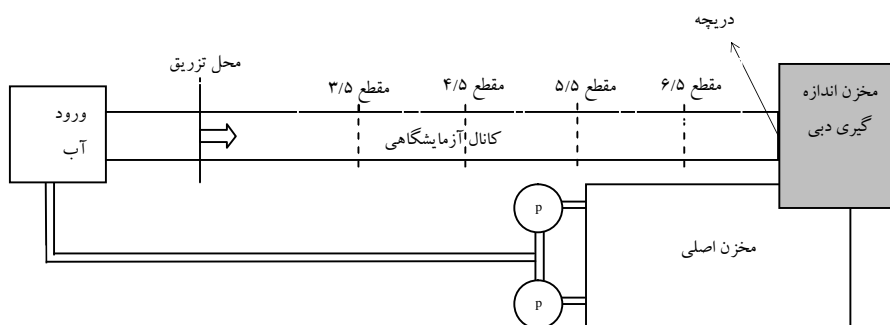 دریچه
محل تزریق
مقطع ۳/۵
مقطع ۴/۵
مقطع ۵/۵
مقطع ۶/۵
مخزن اندازه
گیری دبی
ورود
آب
کانال آزمایشگاهی
p
مخزن اصلی
p